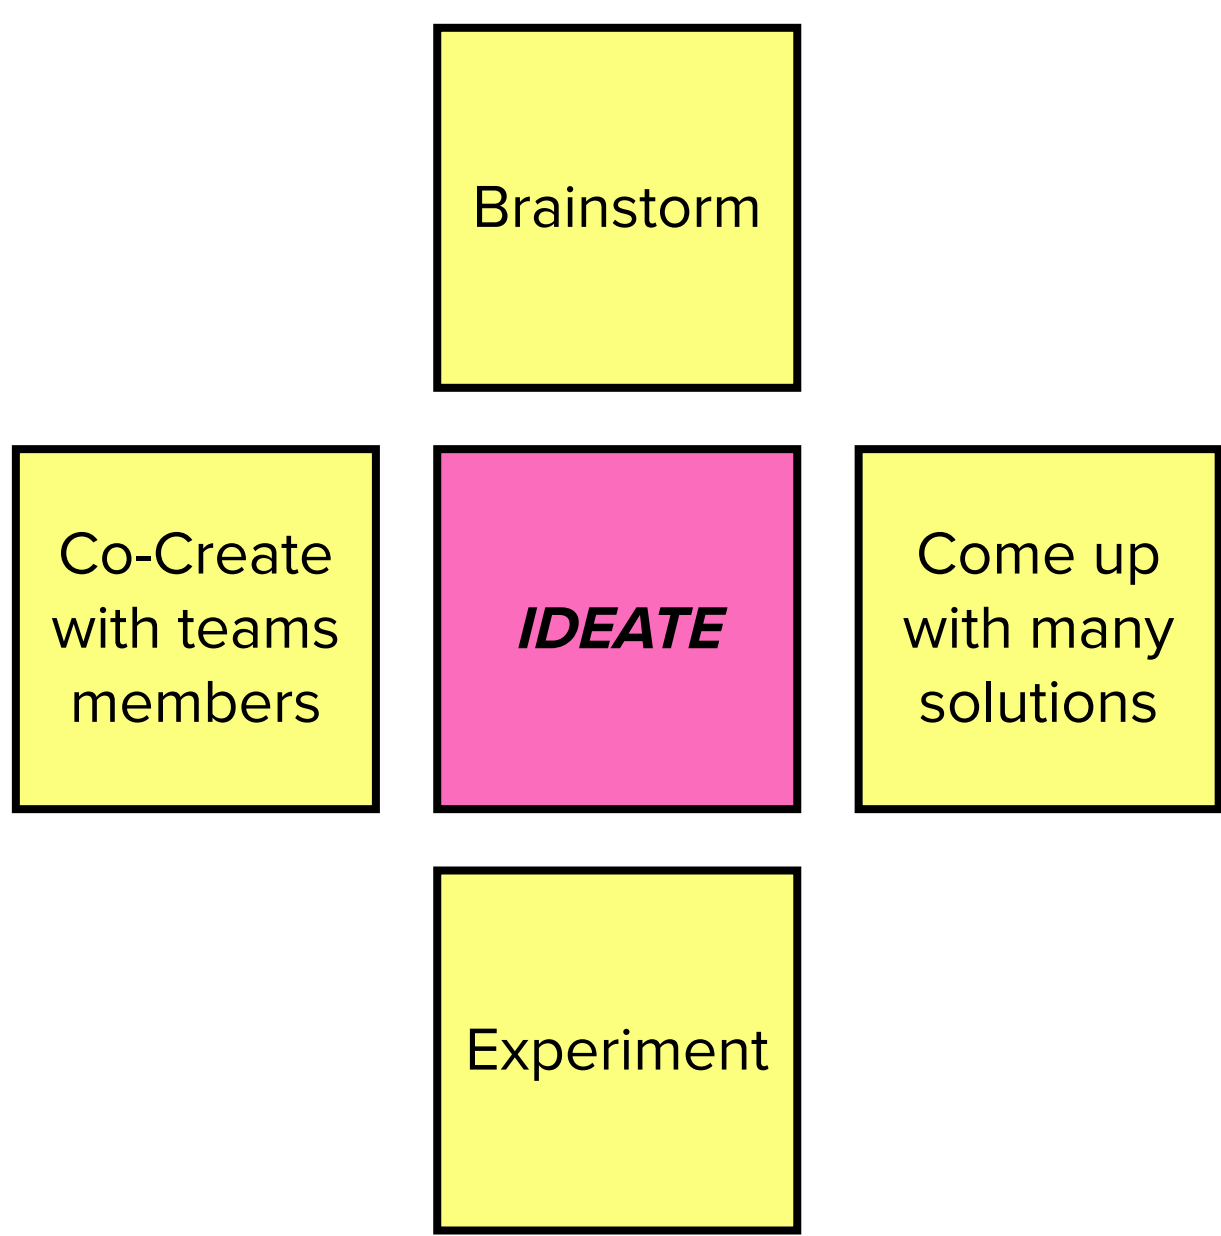 Brainstorm
Co-Create
with teams
members
IDEATE
Come up
with many
solutions
Experiment